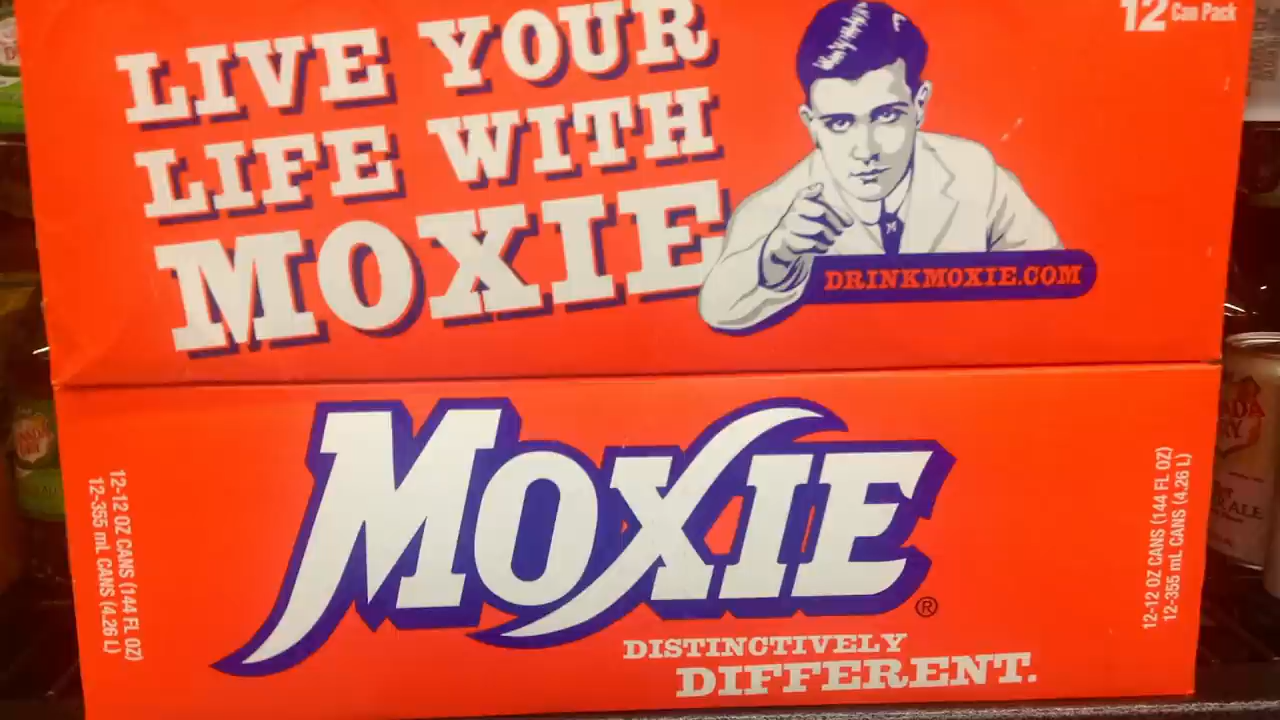 LIVE YOUR
LIFE WITH
MOXIE
12 Can Pack
DRINKMOXIE.COM
MOXIE®
DISTINCTIVELY
DIFFERENT.
12-12 OZ CANS (144 FL OZ)
12-355 mL CANS (4.26 L)
12-12 OZ CANS (144 FL OZ)
12-355 mL CANS (4.26 L)
ALE